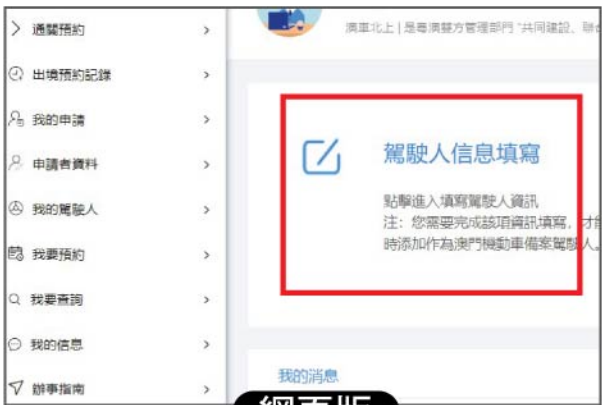 通關預約
出境預約記錄
我的申請
申請者資料
我的駕駛人
我要預約
我要查詢
我的信息
辦事指南
澳車北上 | 是粵澳雙方管理部門“共同建設、聯合
駕駛人信息填寫
點擊進入填寫駕駛人資訊
注：您需要完成該項資訊填寫，才能
時添加作為澳門機動車備案駕駛人。
我的消息
網頁版